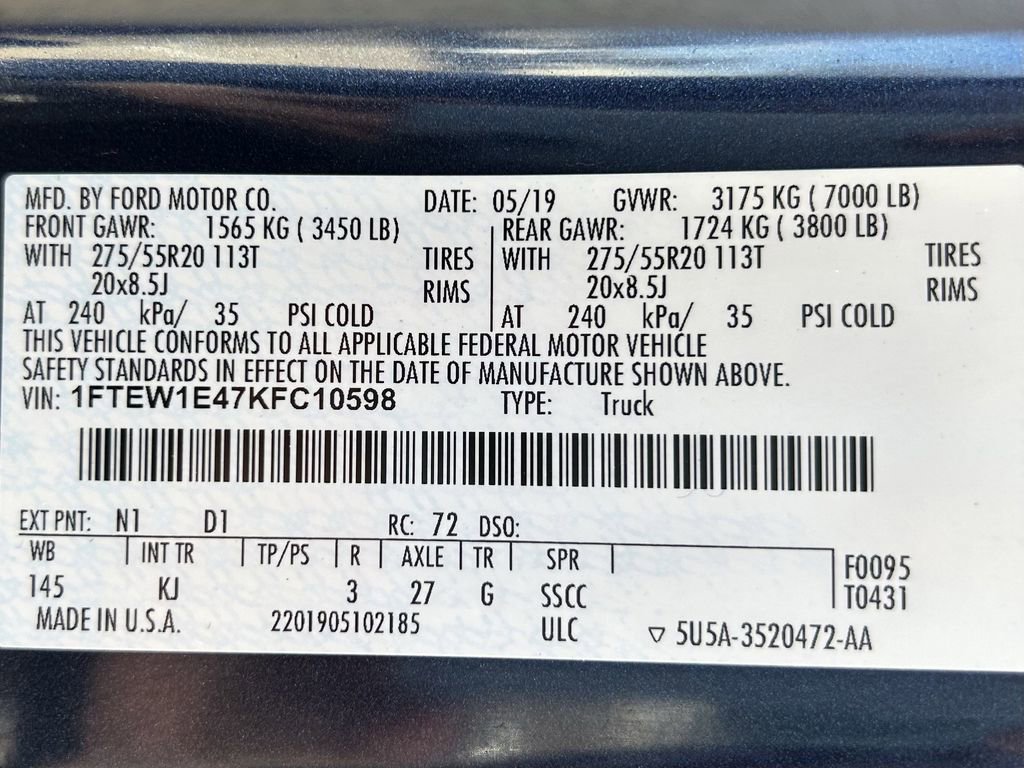 MFD. BY FORD MOTOR CO. DATE: 05/19 GVWR: 3175 KG ( 7000 LB)
FRONT GAWR: 1565 KG ( 3450 LB) REAR GAWR: 1724 KG ( 3800 LB)
WITH 275/55R20 113T TIRES WITH 275/55R20 113T TIRES
20x8.5J RIMS 20x8.5J RIMS
AT 240 kPa/ 35 PSI COLD AT 240 kPa/ 35 PSI COLD
THIS VEHICLE CONFORMS TO ALL APPLICABLE FEDERAL MOTOR VEHICLE
SAFETY STANDARDS IN EFFECT ON THE DATE OF MANUFACTURE SHOWN ABOVE.
VIN: 1FTEW1E47KFC10598 TYPE: Truck
EXT PNT: N1 D1 RC: 72 DSO:
WB INT TR TP/PS R AXLE TR SPR F0095
145 KJ 3 27 G SSCC T0431
MADE IN U.S.A. 2201905102185 ULC ▽ 5U5A-3520472-AA